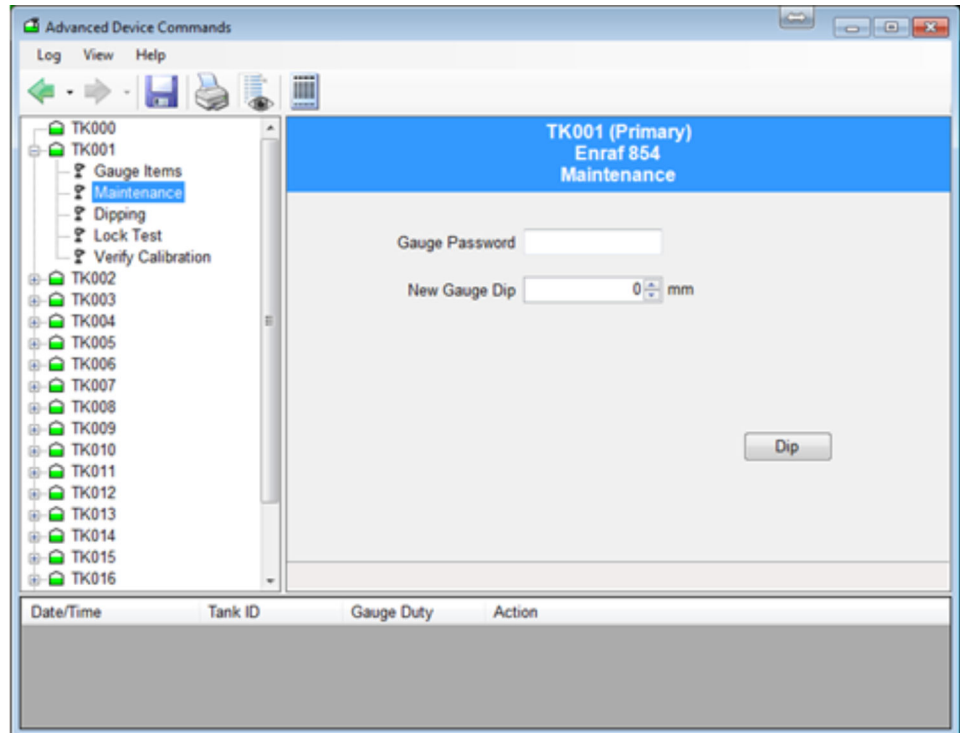 Advanced Device Commands
Log View Help
TK000
TK001
Gauge Items
Maintenance
Dipping
Lock Test
Verify Calibration
TK002
TK003
TK004
TK005
TK006
TK007
TK008
TK009
TK010
TK011
TK012
TK013
TK014
TK015
TK016
TK001 (Primary)
Enraf 854
Maintenance
Gauge Password
New Gauge Dip 0 mm
Dip
Date/Time Tank ID Gauge Duty Action